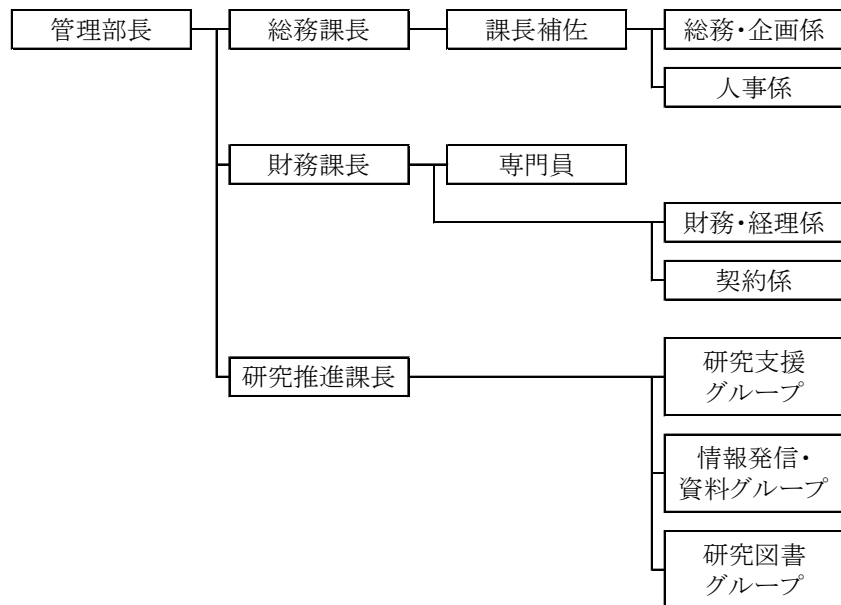 管理部長
総務課長
課長補佐
総務・企画係
人事係
財務課長
専門員
財務・経理係
契約係
研究推進課長
研究支援
グループ
情報発信・
資料グループ
研究図書
グループ